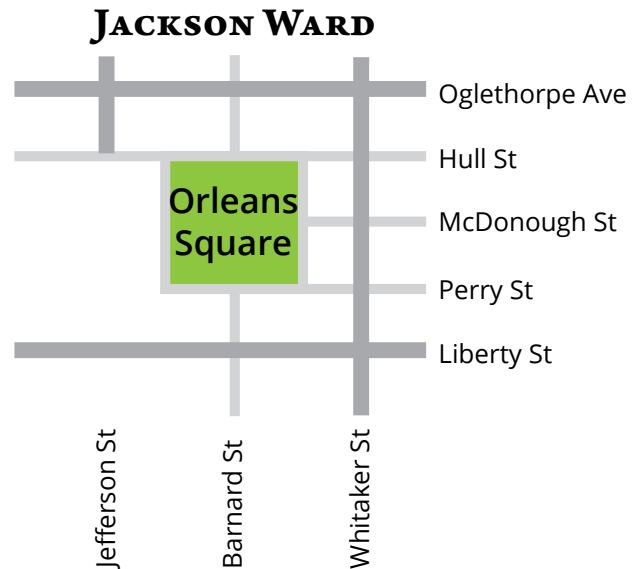 JACKSON WARD
Oglethorpe Ave
Hull St
Orleans
Square
McDonough St
Perry St
Liberty St
Jefferson St
Barnard St
Whitaker St